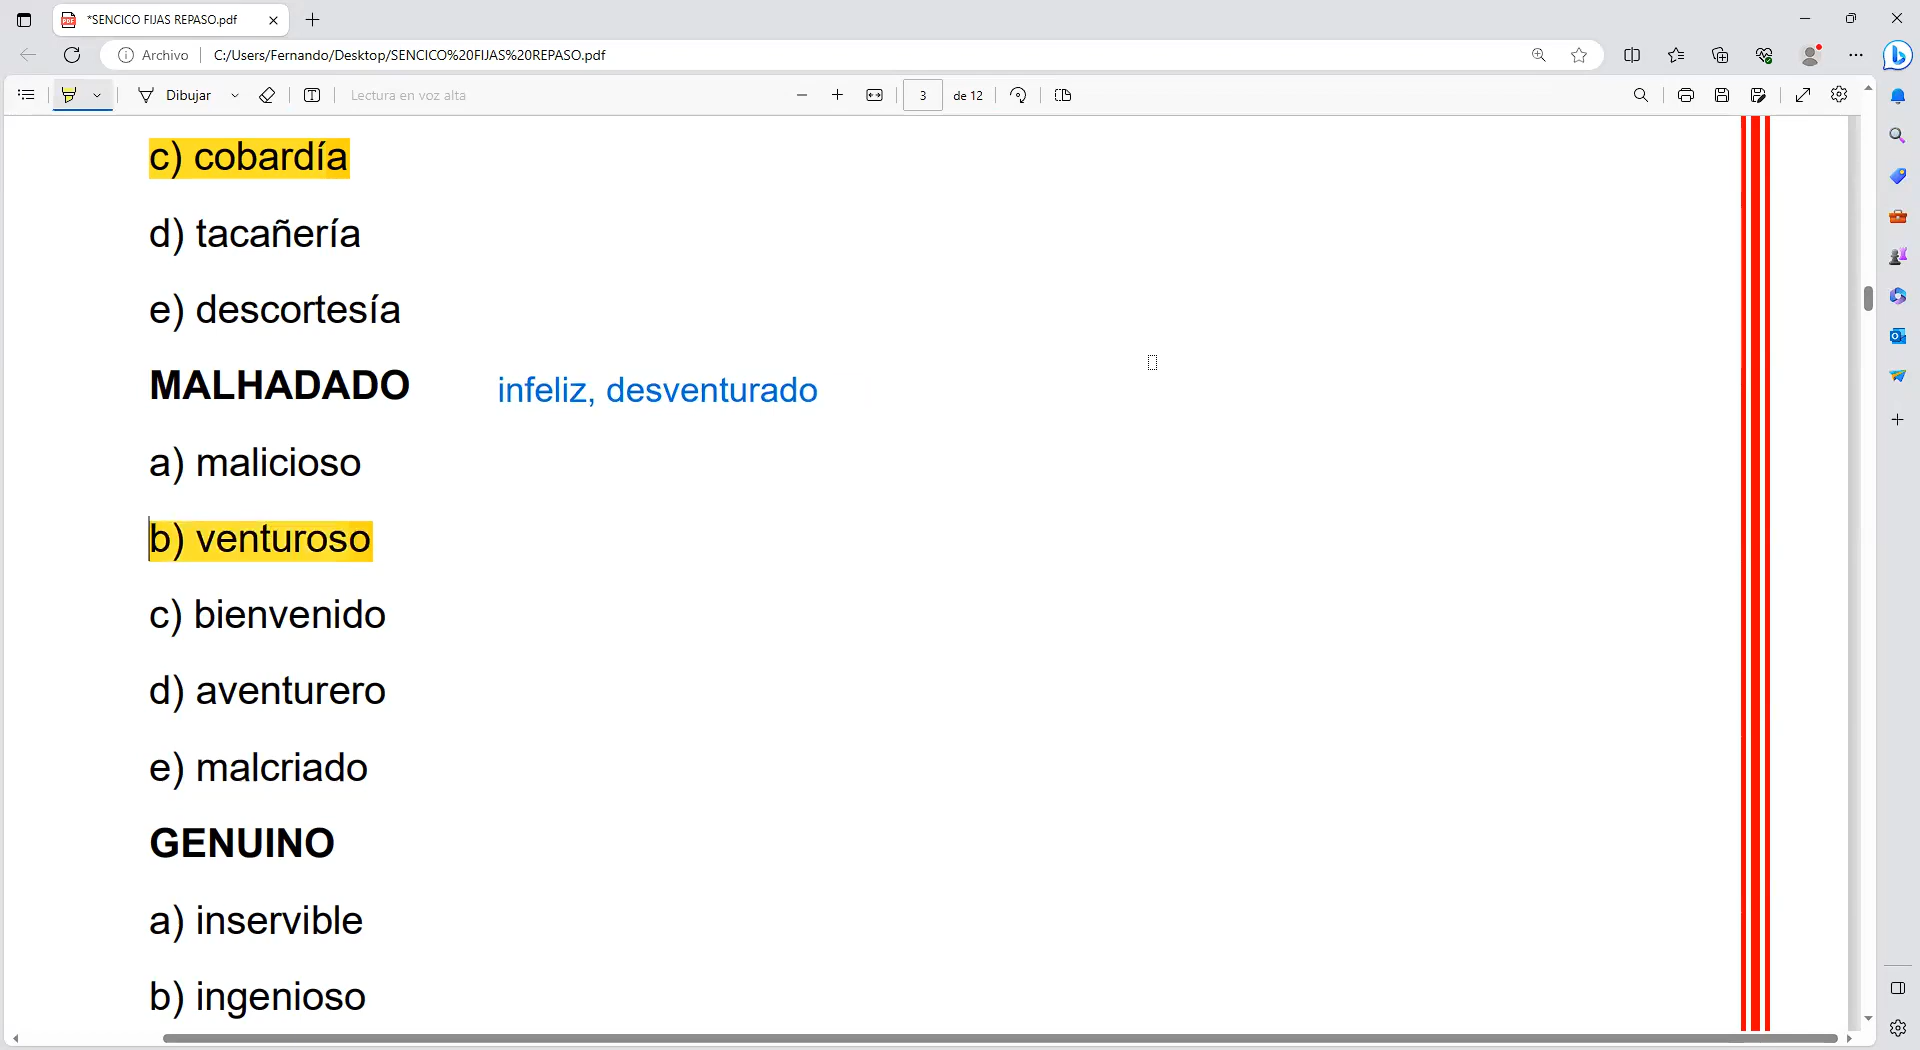 *SENCICO FIJAS REPASO.pdf
Archivo C:/Users/Fernando/Desktop/SENCICO%20FIJAS%20REPASO.pdf
Dibujar Lectura en voz alta 3 de 12
c) cobardía
d) tacañería
e) descortesía
MALHADADO infeliz, desventurado
a) malicioso
b) venturoso
c) bienvenido
d) aventurero
e) malcriado
GENUINO
a) inservible
b) ingenioso